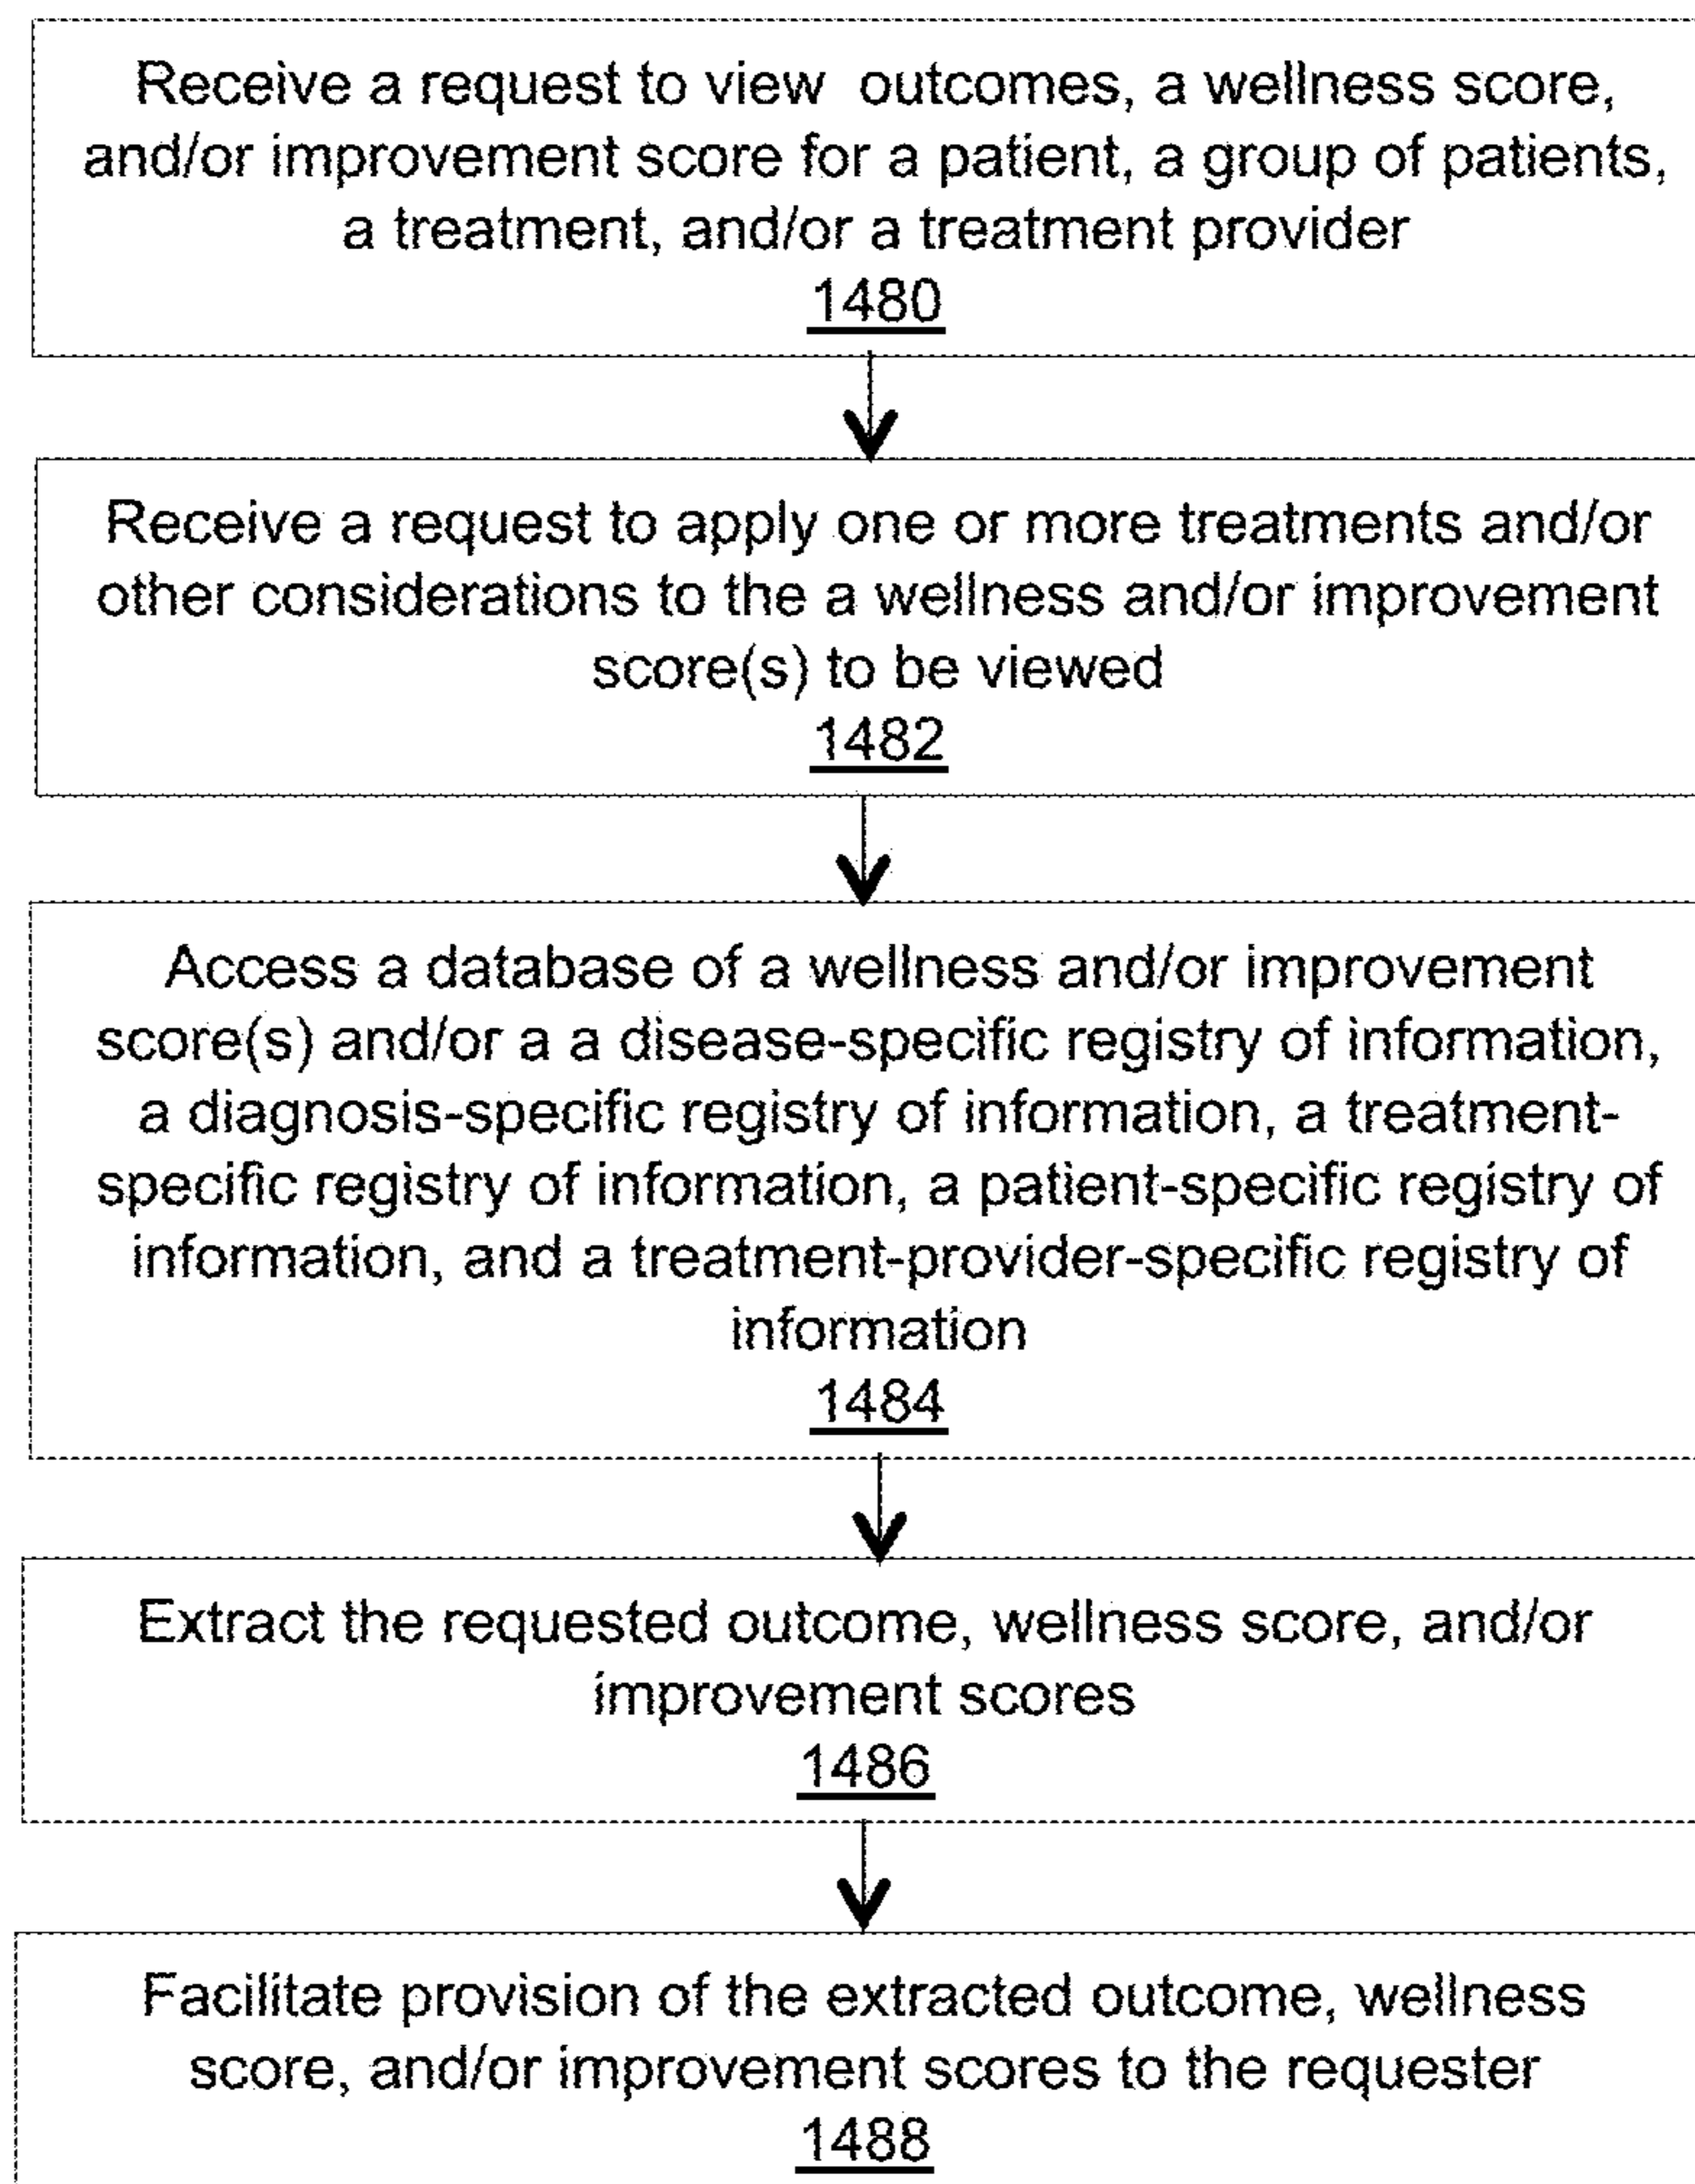 Receive a request to view outcomes, a wellness score,
and/or improvement score for a patient, a group of patients,
a treatment, and/or a treatment provider
1480
Receive a request to apply one or more treatments and/or
other considerations to the a wellness and/or improvement
score(s) to be viewed
1482
Access a database of a wellness and/or improvement
score(s) and/or a a disease-specific registry of information,
a diagnosis-specific registry of information, a treatment-
specific registry of information, a patient-specific registry of
information, and a treatment-provider-specific registry of
information
1484
Extract the requested outcome, wellness score, and/or
improvement scores
1486
Facilitate provision of the extracted outcome, wellness
score, and/or improvement scores to the requester
1488